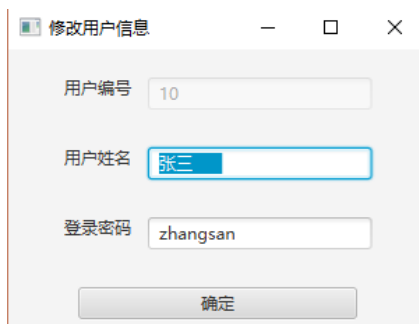 修改用户信息
用户编号 10
用户姓名 张三
登录密码 zhangsan
确定